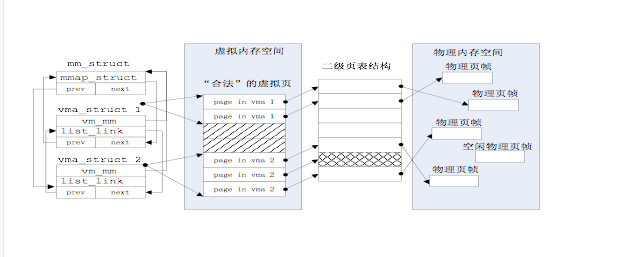 mm_struct
mmap_struct
prev next
vma_struct 1
vm_mm
list_link
prev next
vma_struct 2
vm_mm
list_link
prev next
虚拟内存空间
“合法”的虚拟页
page in vma 1
page in vma 1
page in vma 2
page in vma 2
page in vma 2
二级页表结构
物理内存空间
物理页帧
物理页帧
物理页帧
空闲物理页帧
物理页帧